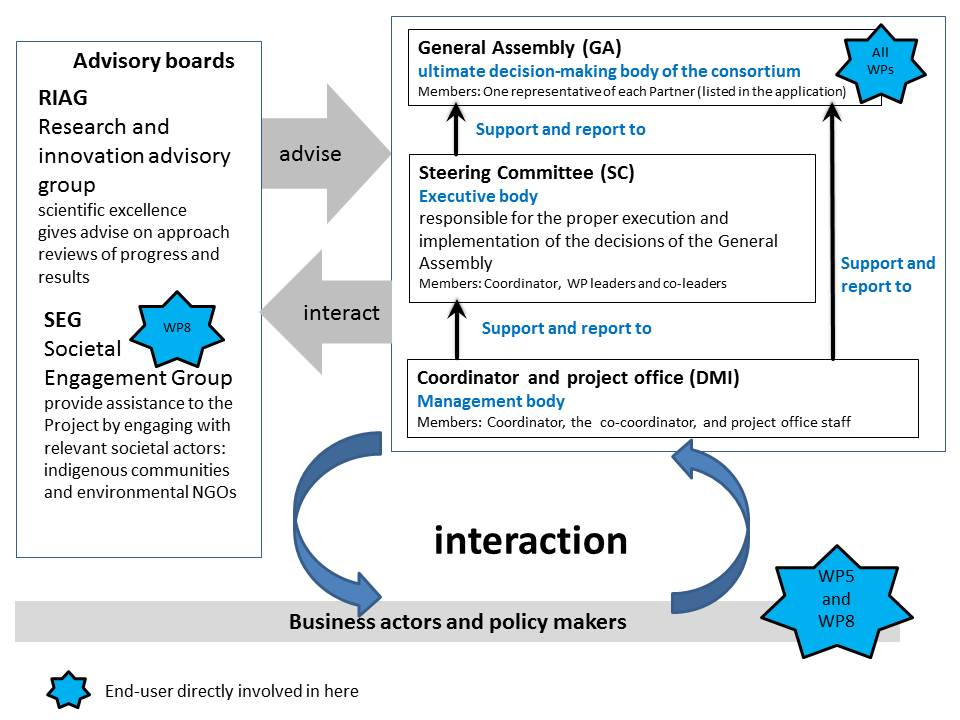 Advisory boards
RIAG
Research and
innovation advisory
group
scientific excellence
gives advise on approach
reviews of progress and
results
SEG
Societal
Engagement Group
provide assistance to the
Project by engaging with
relevant societal actors:
indigenous communities
and environmental NGOs
WP8
advise
interact
General Assembly (GA)
ultimate decision-making body of the consortium
Members: One representative of each Partner (listed in the application)
All
WPs
Support and report to
Steering Committee (SC)
Executive body
responsible for the proper execution and
implementation of the decisions of the General
Assembly
Members: Coordinator, WP leaders and co-leaders
Support and
report to
Support and report to
Coordinator and project office (DMI)
Management body
Members: Coordinator, the co-coordinator, and project office staff
interaction
WP5
and
WP8
Business actors and policy makers
End-user directly involved in here